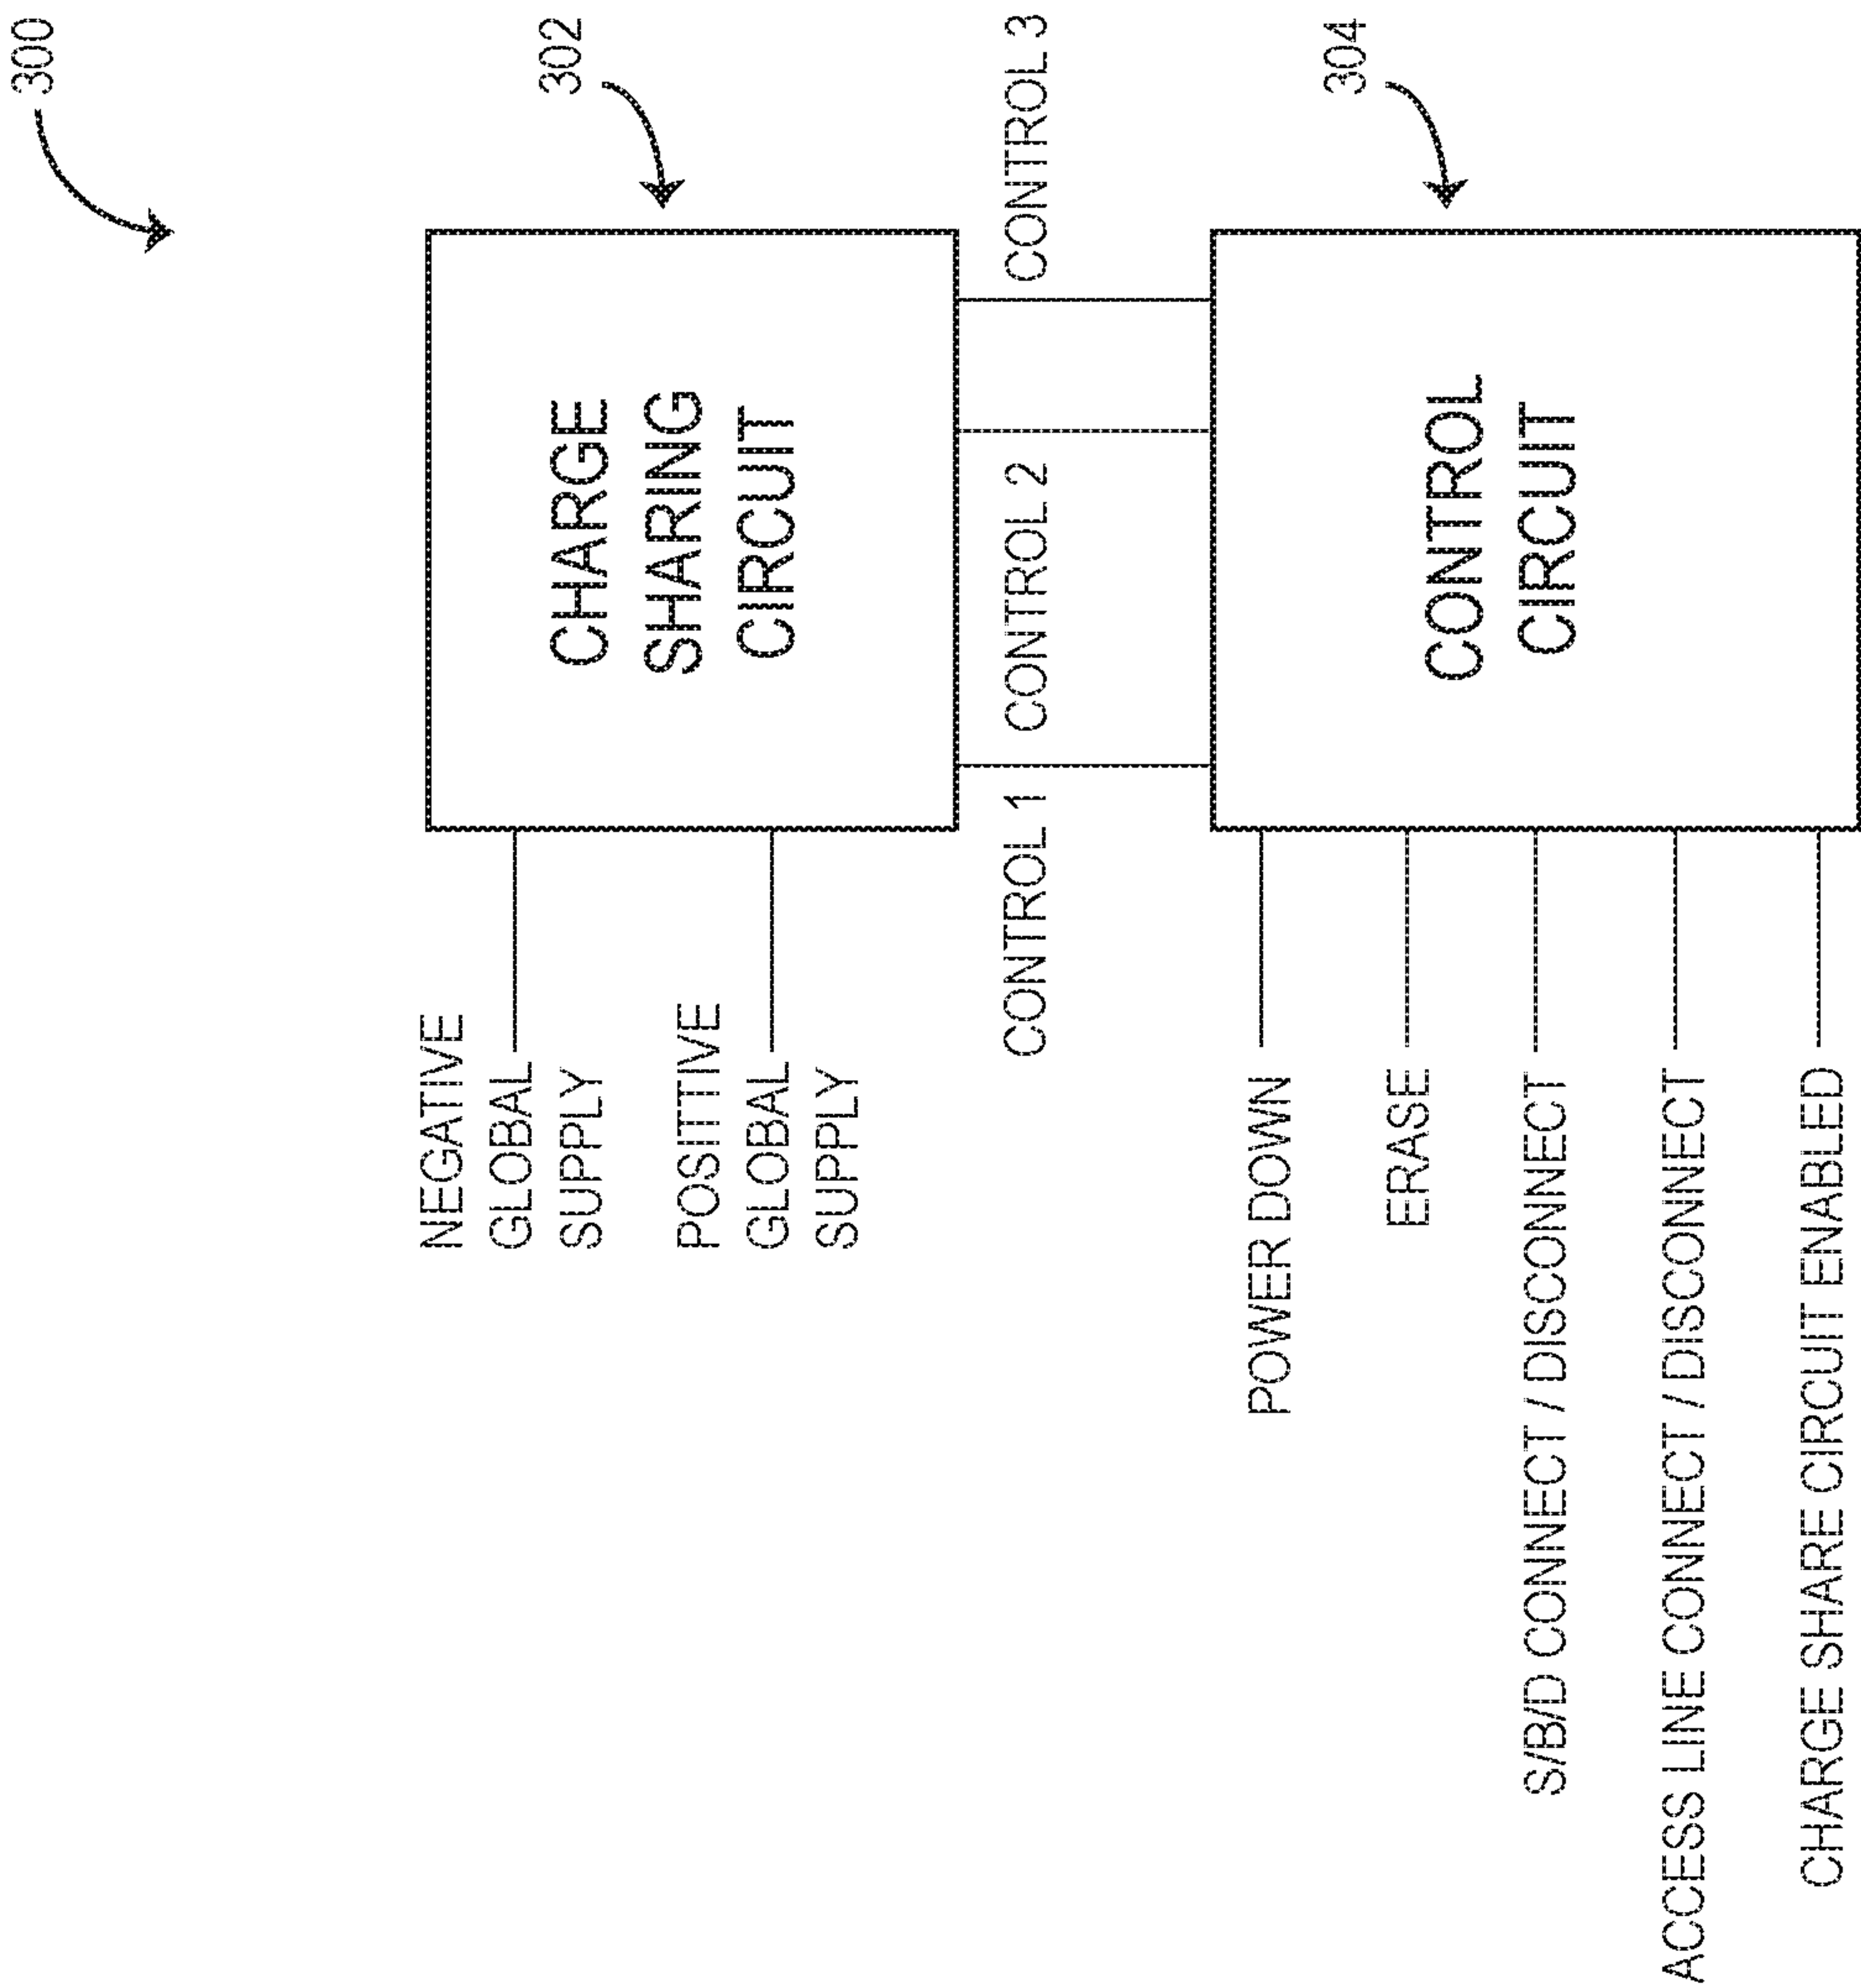 300
302
304
CHARGE
SHARING
CIRCUIT
CONTROL
CIRCUIT
CONTROL 1
CONTROL 2
CONTROL 3
NEGATIVE
GLOBAL
SUPPLY
POSITIVE
GLOBAL
SUPPLY
POWER DOWN
ERASE
S/B/D CONNECT / DISCONNECT
ACCESS LINE CONNECT / DISCONNECT
CHARGE SHARE CIRCUIT ENABLED